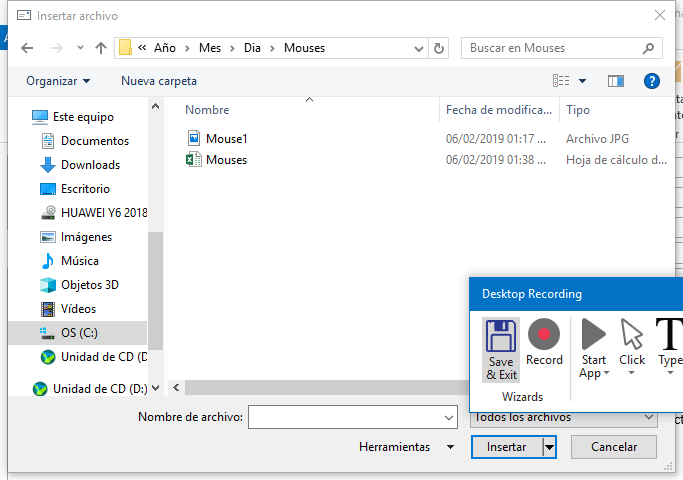 Insertar archivo
« Año Mes Dia Mouses
Buscar en Mouses
Organizar
Nueva carpeta
?
Este equipo
Documentos
Downloads
Escritorio
HUAWEI Y6 2018
Imágenes
Música
Objetos 3D
Vídeos
OS (C:)
Unidad de CD (D
Unidad de CD (D:)
Nombre
Fecha de modifica...
Tipo
Mouse1
06/02/2019 01:17 ...
Archivo JPG
Mouses
06/02/2019 01:38 ...
Hoja de cálculo d...
Desktop Recording
Save
& Exit
Record
Start
App
Click
Type
Wizards
Nombre de archivo:
Todos los archivos
Herramientas
Insertar
Cancelar